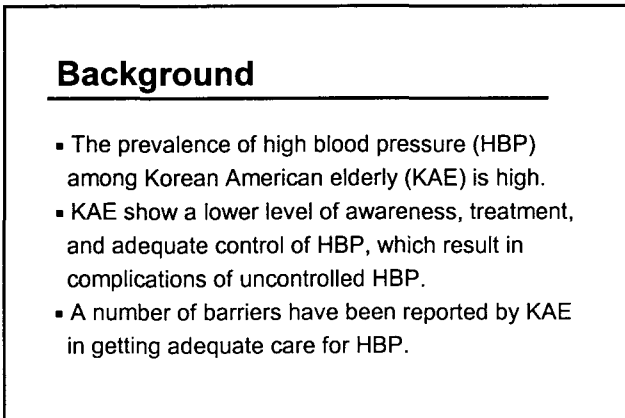 Background
▪ The prevalence of high blood pressure (HBP)
among Korean American elderly (KAE) is high.
▪ KAE show a lower level of awareness, treatment,
and adequate control of HBP, which result in
complications of uncontrolled HBP.
▪ A number of barriers have been reported by KAE
in getting adequate care for HBP.